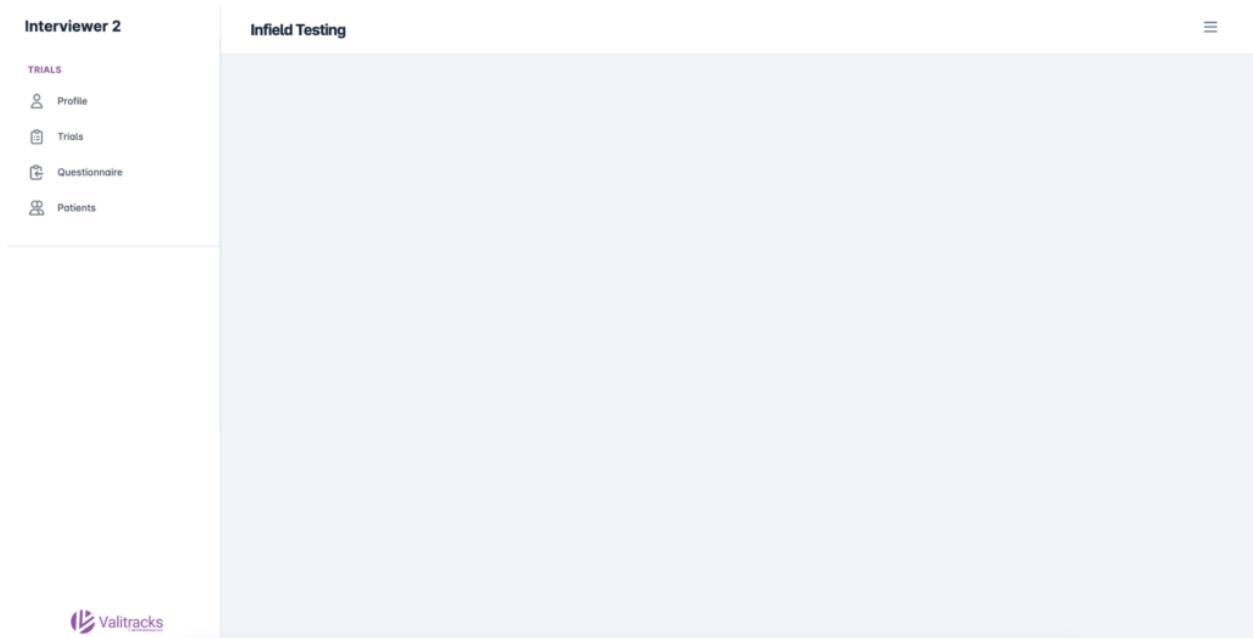 Interviewer 2
Infield Testing
TRIALS
Profile
Trials
Questionnaire
Patients
Valitracks